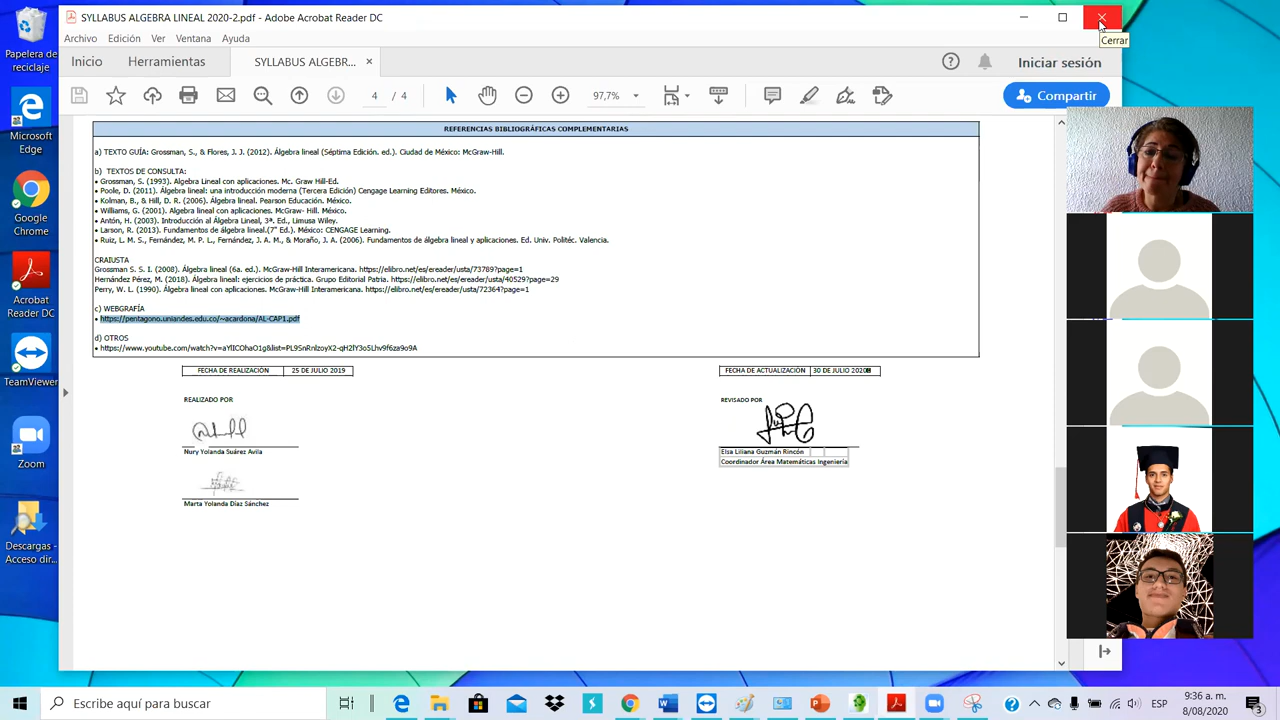 SYLLABUS ALGEBRA LINEAL 2020-2.pdf - Adobe Acrobat Reader DC
Cerrar
Archivo Edición Ver Ventana Ayuda
Inicio Herramientas SYLLABUS ALGEBR... × Iniciar sesión
4 / 4 97,7% Compartir
Papelera de reciclaje
Microsoft Edge
Google Chrome
Acrobat Reader DC
TeamViewer
Zoom
Descargas - Acceso dir...
REFERENCIAS BIBLIOGRÁFICAS COMPLEMENTARIAS
a) TEXTO GUÍA: Grossman, S., & Flores, J. J. (2012). Álgebra lineal (Séptima Edición. ed.). Ciudad de México: McGraw-Hill.
b) TEXTOS DE CONSULTA:
• Grossman, S. (1993). Algebra Lineal con aplicaciones. Mc. Graw Hill-Ed.
• Poole, D. (2011). Álgebra lineal: una introducción moderna (Tercera Edición) Cengage Learning Editores. México.
• Kolman, B., & Hill, D. R. (2006). Álgebra lineal. Pearson Education. México.
• Williams, G. (2001). Algebra lineal con aplicaciones. McGraw- Hill. México.
• Antón, H. (2003). Introducción al Álgebra Lineal, 3ª. Ed., Limusa Wiley.
• Larson, R. (2013). Fundamentos de álgebra lineal.(7° Ed.). México: CENGAGE Learning.
• Ruiz, L. M. S., Fernández, M. P. L., Fernández, J. A. M., & Moraño, J. A. M. (2006). Fundamentos de álgebra lineal y aplicaciones. Ed. Univ. Politéc. Valencia.
CRAIUSTA
Grossman S. S. I. (2008). Álgebra lineal (6a. ed.). McGraw-Hill Interamericana. https://elibro.net/es/ereader/usta/73789?page=1
Hernández Pérez, M. (2018). Álgebra lineal: ejercicios de práctica. Grupo Editorial Patria. https://elibro.net/es/ereader/usta/40529?page=29
Perry, W. L. (1990). Álgebra lineal con aplicaciones. McGraw-Hill Interamericana. https://elibro.net/es/ereader/usta/72364?page=1
c) WEBGRAFÍA
• https://pentagono.uniandes.edu.co/~acardona/AL-CAP1.pdf
d) OTROS
FECHA DE REALIZACIÓN 25 DE JULIO 2019
FECHA DE ACTUALIZACIÓN 30 DE JULIO 2020
REALIZADO POR
REVISADO POR
Nury Yolanda Suárez Avila
Elsa Liliana Guzmán Rincón
Coordinador Área Matemáticas Ingeniería
Marta Yolanda Díaz Sánchez
Escribe aquí para buscar
ESP
9:36 a. m.
8/08/2020
3